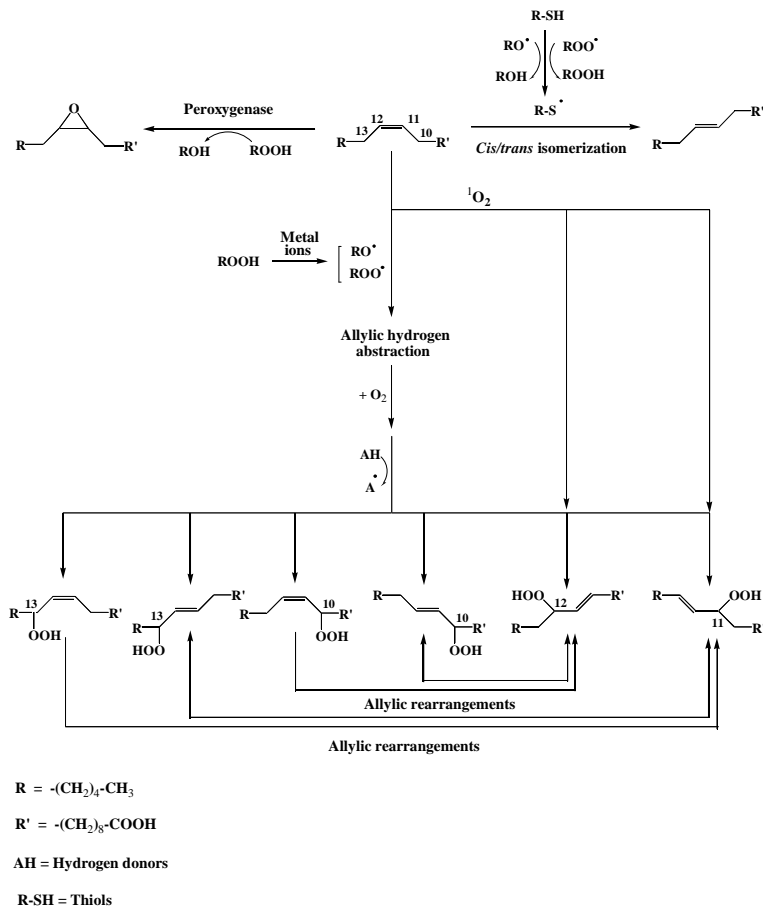 R-SH
RO•
ROO•
ROH
ROOH
R-S•
O
R
R'
Peroxygenase
ROH
ROOH
12
11
13
10
R
R'
Cis/trans isomerization
R
R'
¹O₂
ROOH
Metal
ions
RO•
ROO•
Allylic hydrogen
abstraction
+ O₂
AH
A•
R
13
OOH
R'
R
13
HOO
R'
R
10
R'
OOH
R
10
R'
OOH
HOO
12
R'
R
R
OOH
11
R'
Allylic rearrangements
Allylic rearrangements
R = -(CH₂)₄-CH₃
R' = -(CH₂)₈-COOH
AH = Hydrogen donors
R-SH = Thiols